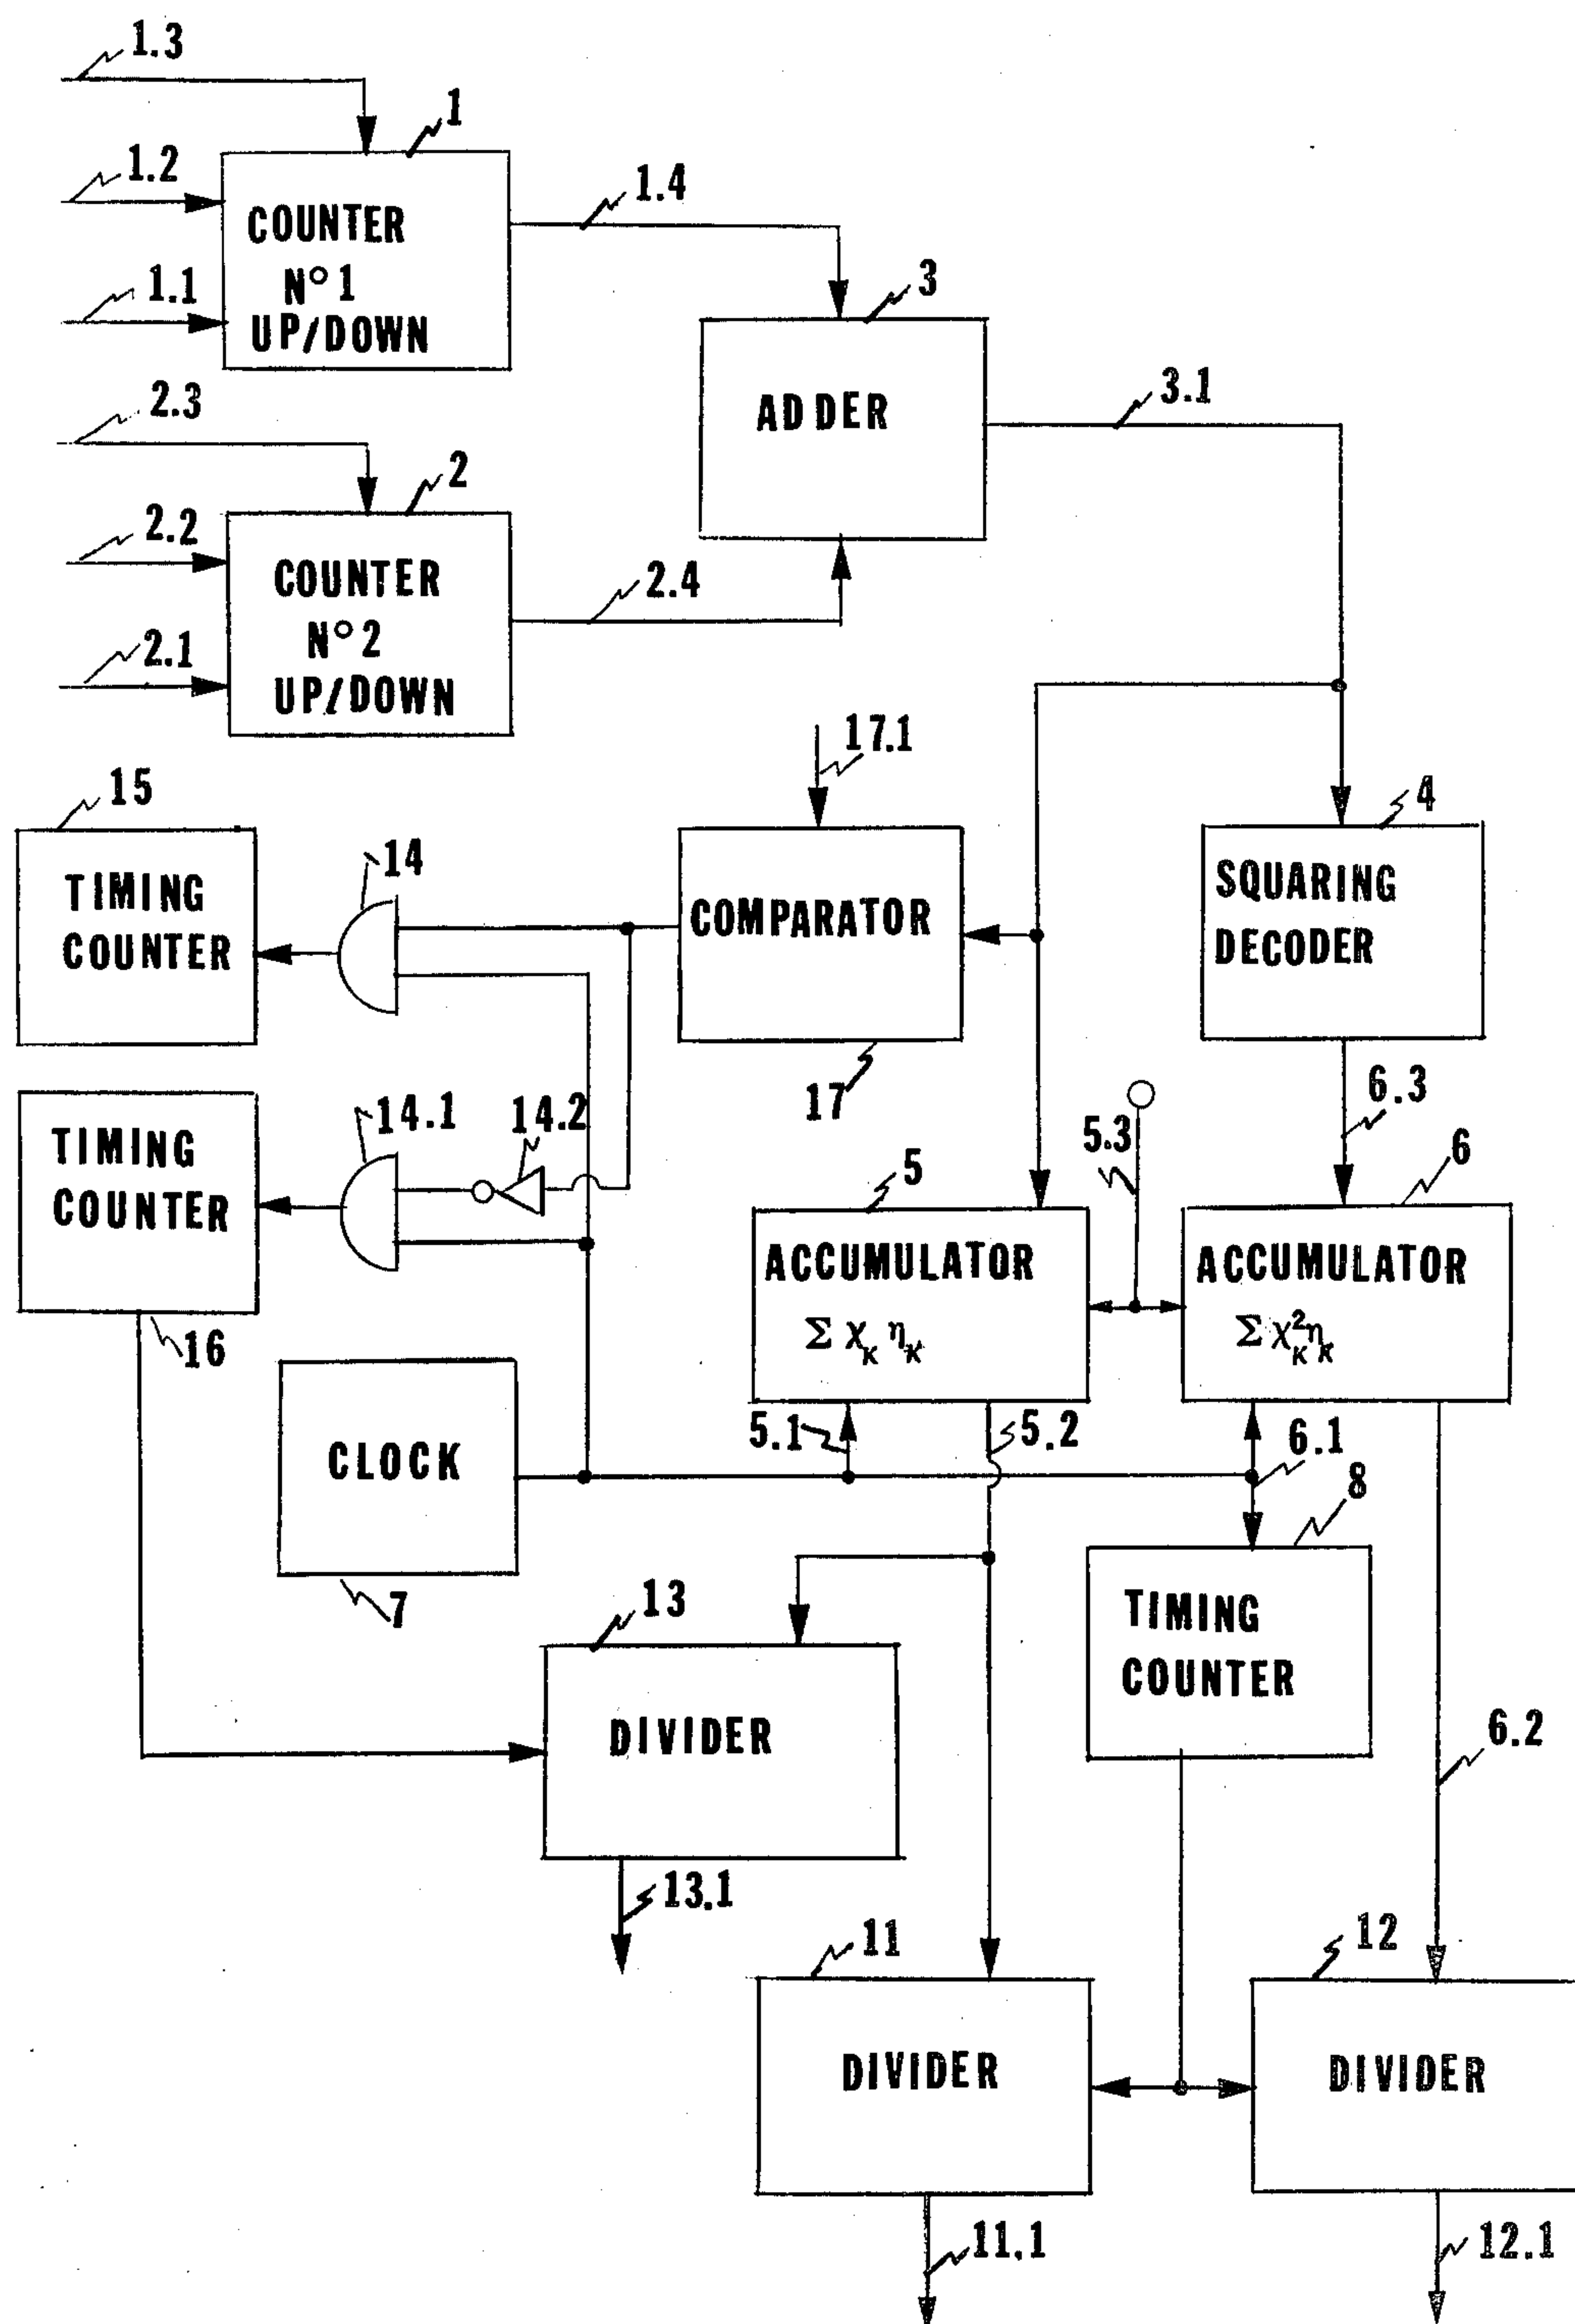 1.3
1
1.2
1.4
COUNTER
N° 1
UP/DOWN
1.1
3
ADDER
3.1
2.3
2
2.2
COUNTER
N° 2
UP/DOWN
2.4
2.1
17.1
15
TIMING
COUNTER
14
COMPARATOR
17
4
SQUARING
DECODER
6.3
TIMING
COUNTER
16
14.1
14.2
5.3
5
ACCUMULATOR
Σ χκ ηκ
6
ACCUMULATOR
Σ χ²κ ηκ
CLOCK
7
5.1
5.2
6.1
8
TIMING
COUNTER
13
DIVIDER
13.1
6.2
11
DIVIDER
11.1
12
DIVIDER
12.1